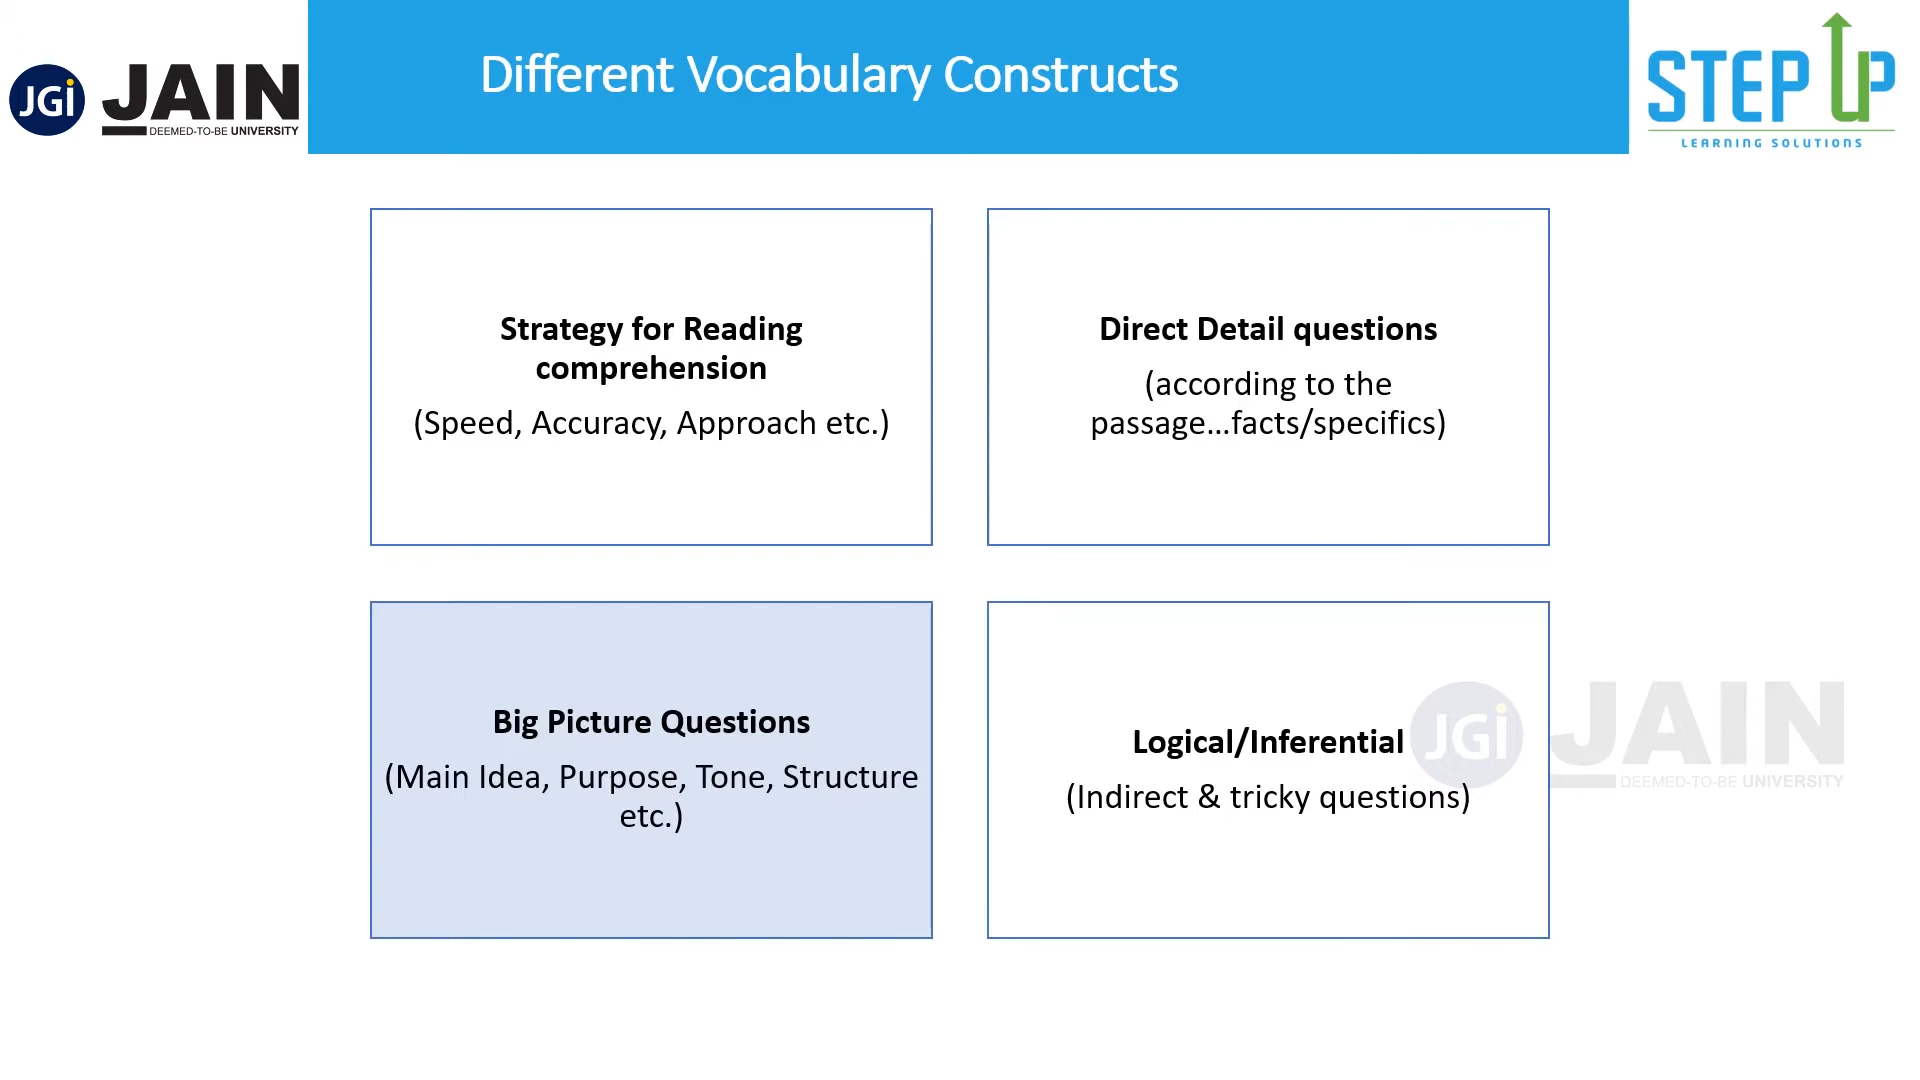 JGi JAIN
DEEMED-TO-BE UNIVERSITY
Different Vocabulary Constructs
STEP UP
LEARNING SOLUTIONS
Strategy for Reading
comprehension
(Speed, Accuracy, Approach etc.)
Direct Detail questions
(according to the
passage...facts/specifics)
Big Picture Questions
(Main Idea, Purpose, Tone, Structure
etc.)
Logical/Inferential
(Indirect & tricky questions)
JGi JAIN
DEEMED-TO-BE UNIVERSITY